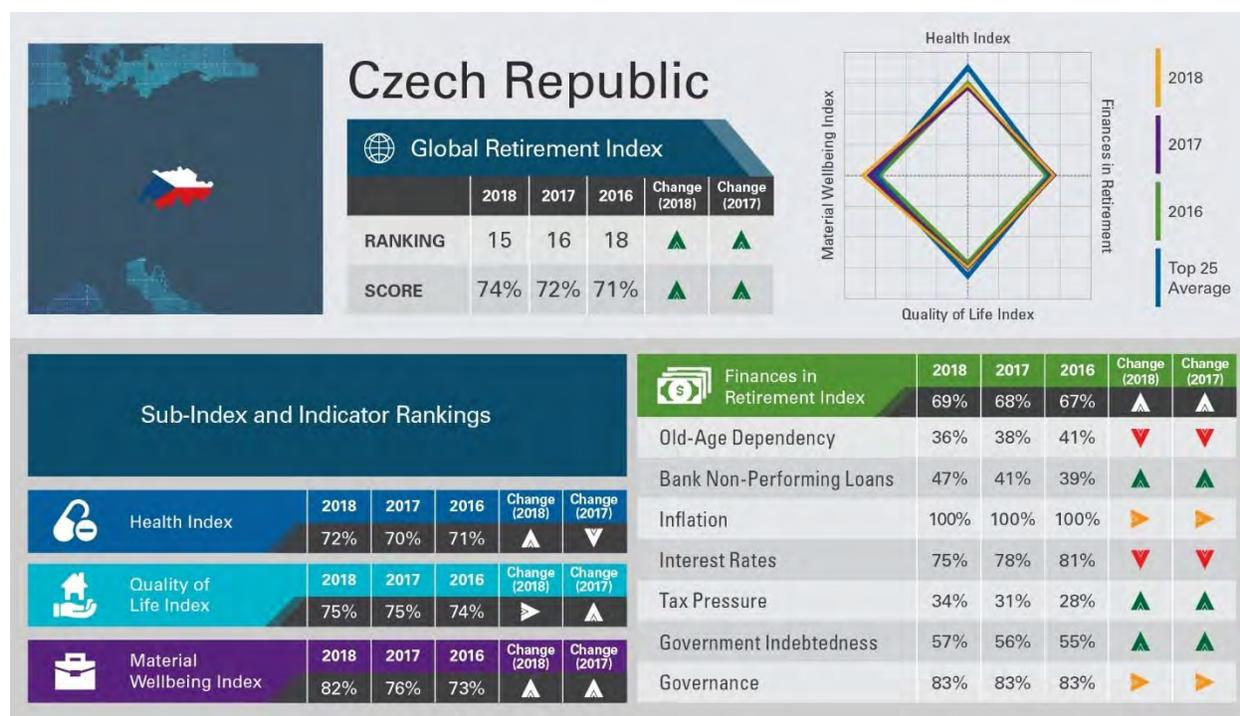 Czech Republic
Global Retirement Index
2018 2017 2016 Change (2018) Change (2017)
RANKING 15 16 18
SCORE 74% 72% 71%
Health Index
Material Wellbeing Index
Finances in Retirement
Quality of Life Index
2018
2017
2016
Top 25
Average
Sub-Index and Indicator Rankings
Health Index
2018 2017 2016 Change (2018) Change (2017)
72% 70% 71%
Quality of
Life Index
2018 2017 2016 Change (2018) Change (2017)
75% 75% 74%
Material
Wellbeing Index
2018 2017 2016 Change (2018) Change (2017)
82% 76% 73%
Finances in
Retirement Index
2018 2017 2016 Change (2018) Change (2017)
69% 68% 67%
Old-Age Dependency 36% 38% 41%
Bank Non-Performing Loans 47% 41% 39%
Inflation 100% 100% 100%
Interest Rates 75% 78% 81%
Tax Pressure 34% 31% 28%
Government Indebtedness 57% 56% 55%
Governance 83% 83% 83%